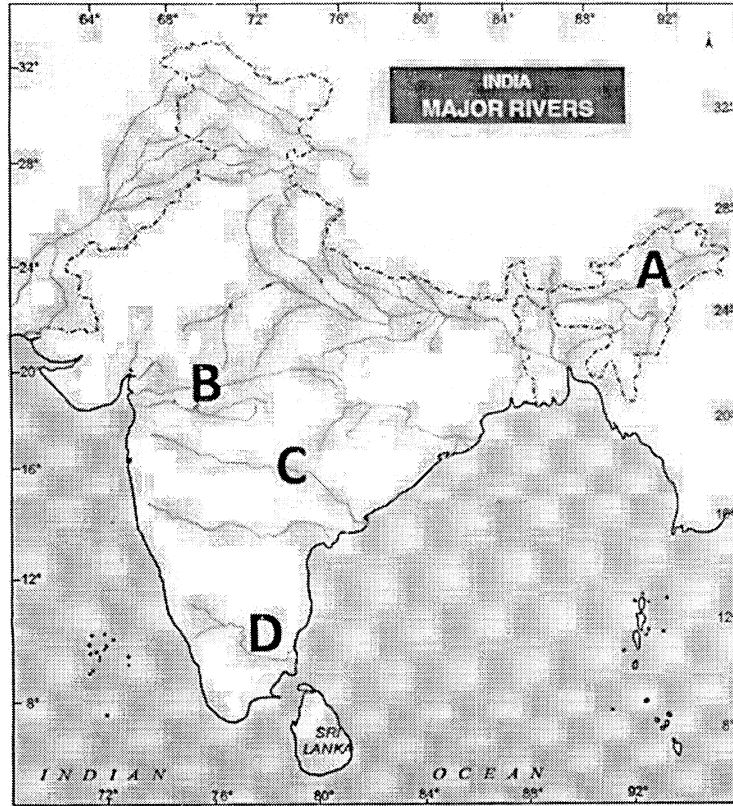 64° 68° 72° 76° 80° 84° 88° 92°
INDIA
32° MAJOR RIVERS 32°
28°
28°
24° A 24°
20° B 20°
16° C 16°
12° 12°
D
8° SRI 8°
LANKA
INDIAN OCEAN
72° 76° 80° 84° 88° 92°